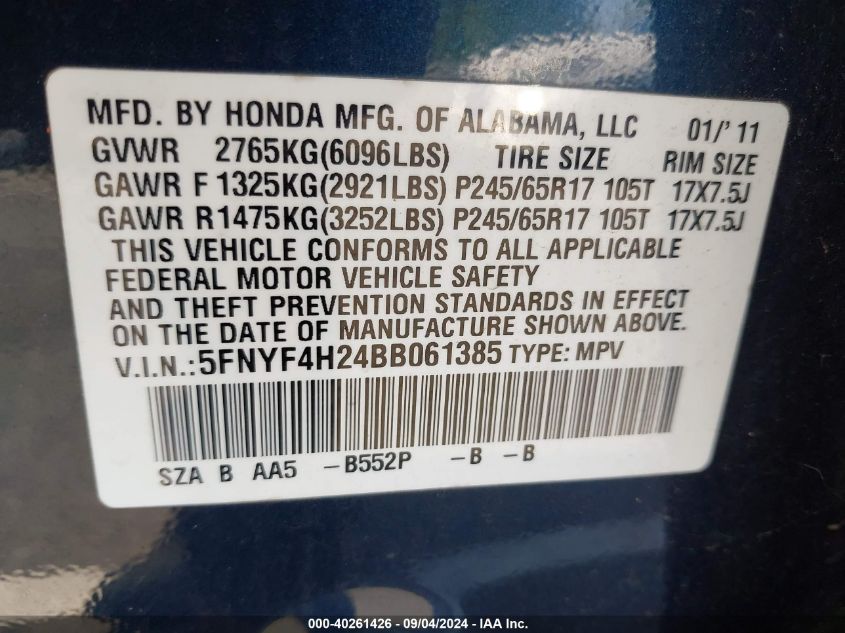 MFD. BY HONDA MFG. OF ALABAMA, LLC 01/'11
GVWR 2765KG(6096LBS) TIRE SIZE RIM SIZE
GAWR F 1325KG(2921LBS) P245/65R17 105T 17X7.5J
GAWR R1475KG(3252LBS) P245/65R17 105T 17X7.5J
THIS VEHICLE CONFORMS TO ALL APPLICABLE
FEDERAL MOTOR VEHICLE SAFETY
AND THEFT PREVENTION STANDARDS IN EFFECT
ON THE DATE OF MANUFACTURE SHOWN ABOVE.
V.I.N.:5FNYF4H24BB061385 TYPE: MPV
SZA B AA5 -B552P -B -B
000-40261426 - 09/04/2024 - IAA Inc.